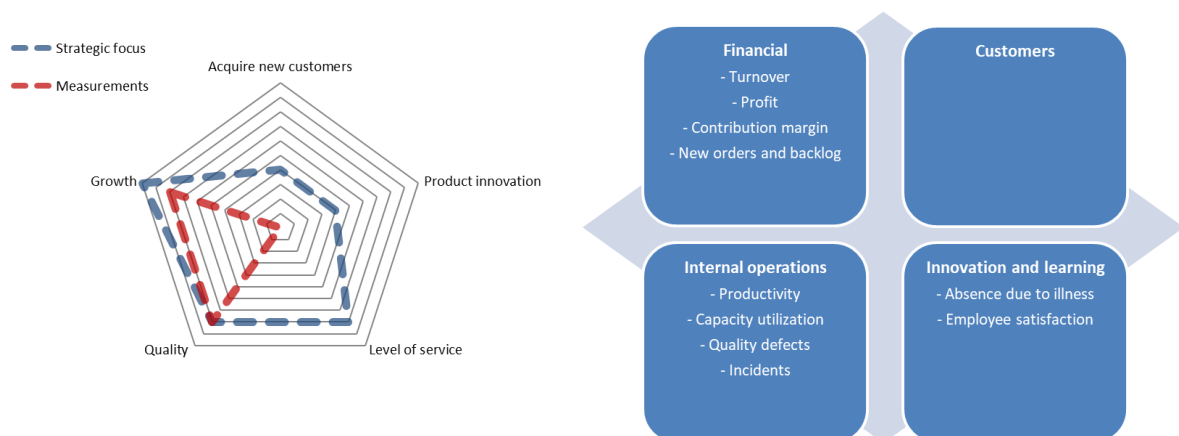 Strategic focus
Measurements
Acquire new customers
Growth
Product innovation
Quality
Level of service
Financial
- Turnover
- Profit
- Contribution margin
- New orders and backlog
Customers
Internal operations
- Productivity
- Capacity utilization
- Quality defects
- Incidents
Innovation and learning
- Absence due to illness
- Employee satisfaction